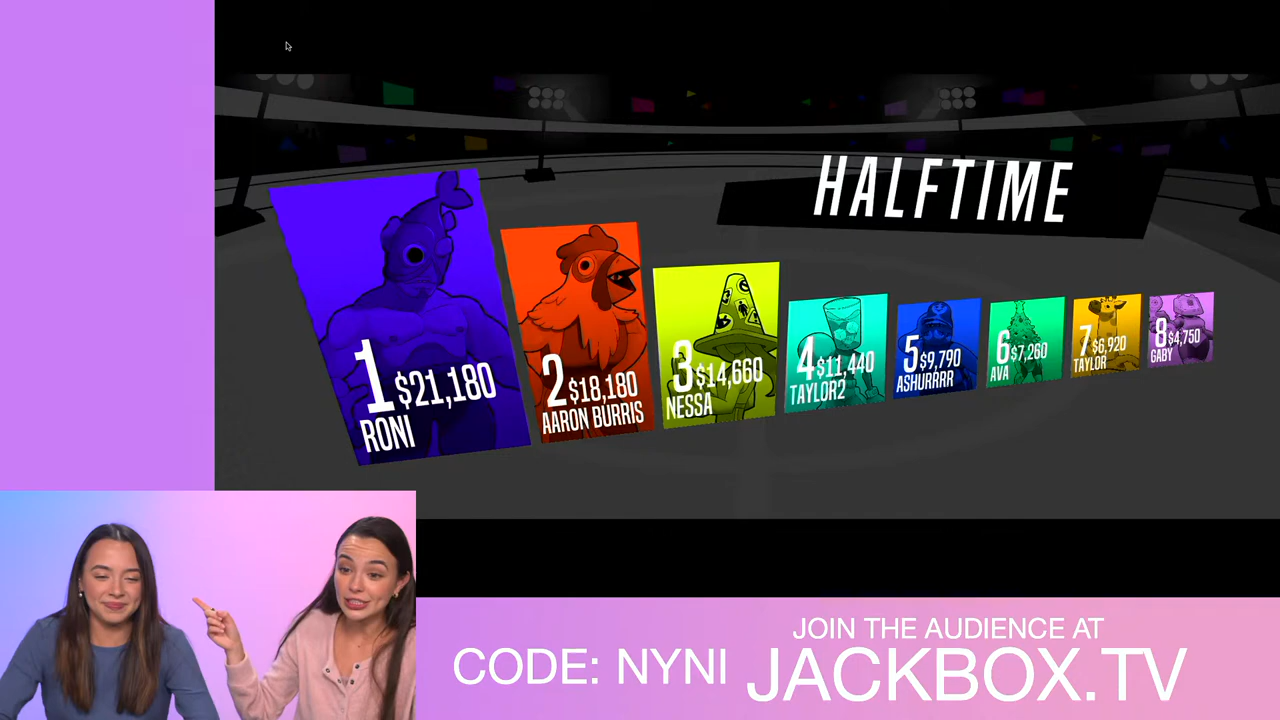 HALFTIME
1 $21,180
RONI
2 $18,180
AARON BURRIS
3 $14,660
NESSA
4 $11,440
TAYLOR2
5 $9,790
ASHURRRR
6 $7,260
AVA
7 $6,920
TAYLOR
8 $4,750
GABY
JOIN THE AUDIENCE AT
CODE: NYNI JACKBOX.TV